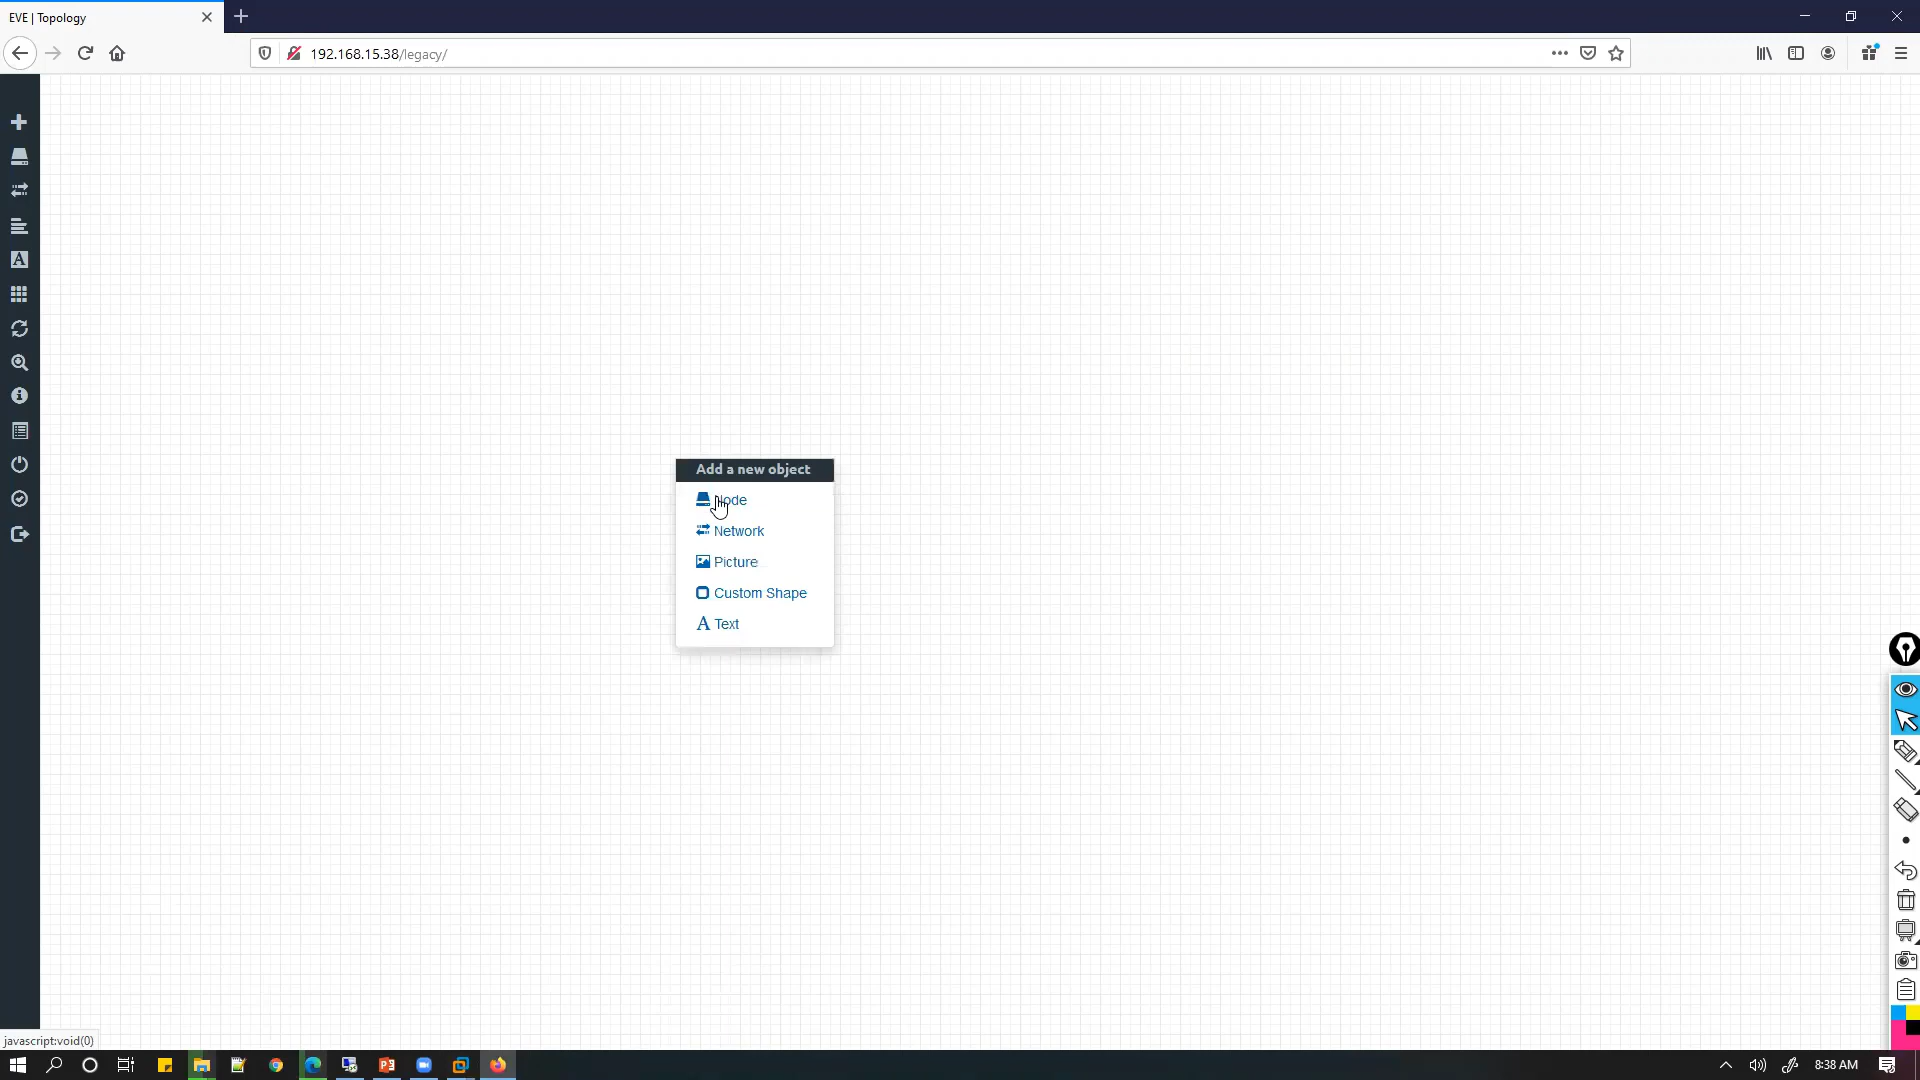 EVE | Topology
192.168.15.38/legacy/
Add a new object
Node
Network
Picture
Custom Shape
A Text
javascript:void(0)
8:38 AM